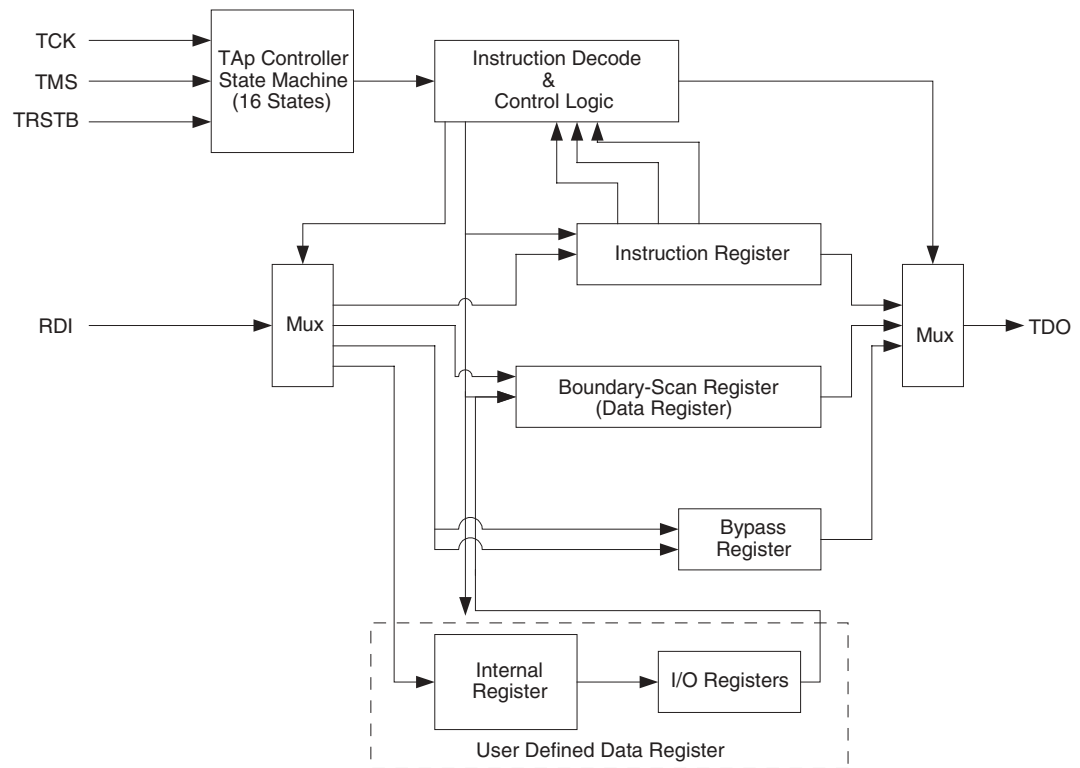 TCK
TMS
TRSTB
TAp Controller
State Machine
(16 States)
Instruction Decode
&
Control Logic
Instruction Register
RDI
Mux
Mux
TDO
Boundary-Scan Register
(Data Register)
Bypass
Register
Internal
Register
I/O Registers
User Defined Data Register